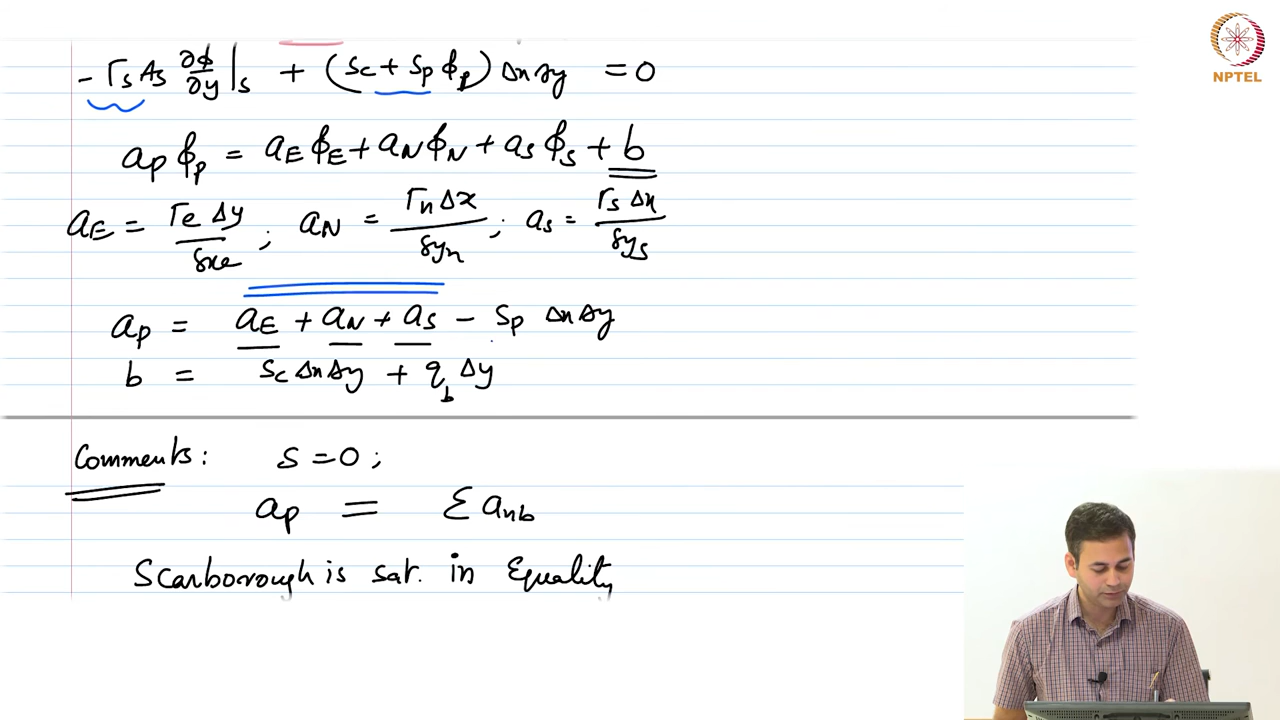 NPTEL
- Γs As ∂ϕ/∂y|s + (Sc + Sp ϕp) Δx Δy = 0
ap ϕp = aE ϕE + aN ϕN + as ϕs + b
aE = Γe Δy / δxe ; aN = Γn Δx / δyn ; as = Γs Δx / δys
ap = aE + aN + as - Sp Δx Δy
b = Sc Δx Δy + qb Δy
Comments: S = 0 ;
ap = Σ anb
Scarborough is sat. in Equality